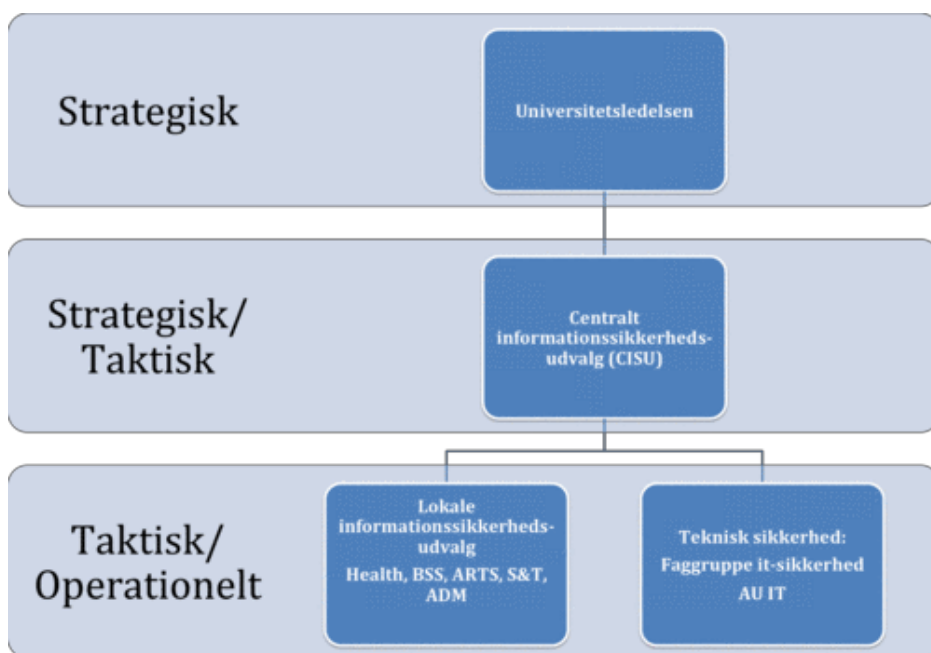 Strategisk
Universitetsledelsen
Strategisk/
Taktisk
Centralt
informationssikkerheds-
udvalg (CISU)
Taktisk/
Operationelt
Lokale
informationssikkerheds-
udvalg
Health, BSS, ARTS, S&T,
ADM
Teknisk sikkerhed:
Faggruppe it-sikkerhed
AU IT